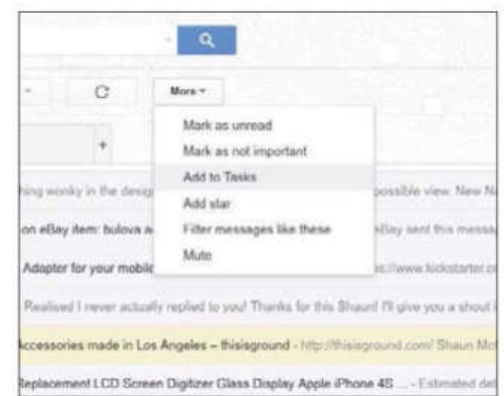 More
+
Mark as unread
Mark as not important
Add to Tasks
Add star
Filter messages like these
Mute
hing wonky in the desig
possible view. New N
on eBay item: bulova a
eBay sent this messa
Adapter for your mobile
://www.kickstarter.c
Realised I never actually replied to you! Thanks for this Shaun! I'll give you a shout i
Accessories made in Los Angeles – thisisground - http://thisisground.com/ Shaun Mc
Replacement LCD Screen Digitizer Glass Display Apple iPhone 4S ... - Estimated del